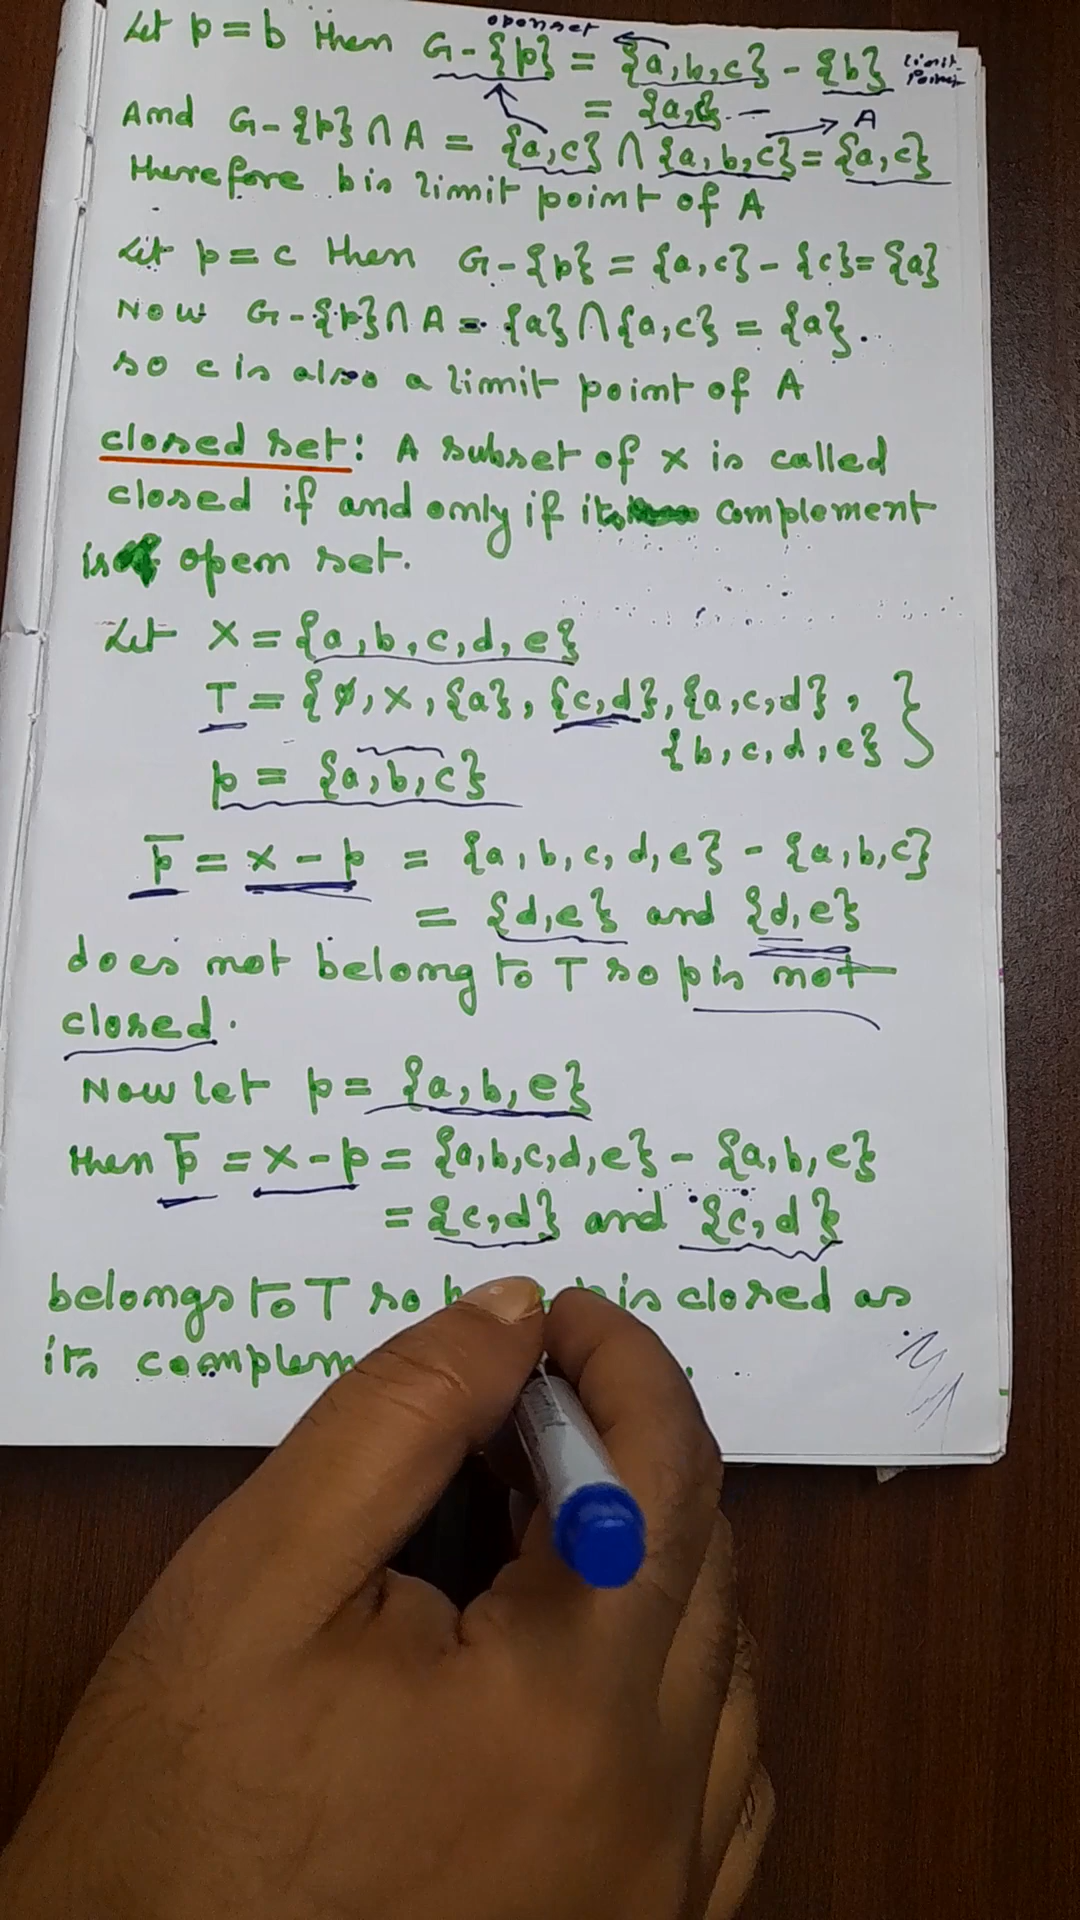 open set
Let p = b then G-{p} = {a,b,c} - {b} limit point
= {a,c}
And G-{p} ∩ A = {a,c} ∩ {a,b,c} = {a,c} A
therefore b is limit point of A
Let p = c then G-{p} = {a,c} - {c} = {a}
Now G-{p} ∩ A = {a} ∩ {a,c} = {a}.
so c is also a limit point of A
closed set: A subset of x is called
closed if and only if its complement
is open set.
Let X = {a,b,c,d,e}
T = {φ, x, {a}, {c,d}, {a,c,d},
{b,c,d,e} }
p = {a,b,c}
p̅ = x - p = {a,b,c,d,e} - {a,b,c}
= {d,e} and {d,e}
does not belong to T so p is not
closed.
Now let p = {a,b,e}
then p̅ = x - p = {a,b,c,d,e} - {a,b,e}
= {c,d} and {c,d}
belongs to T so is closed as
its